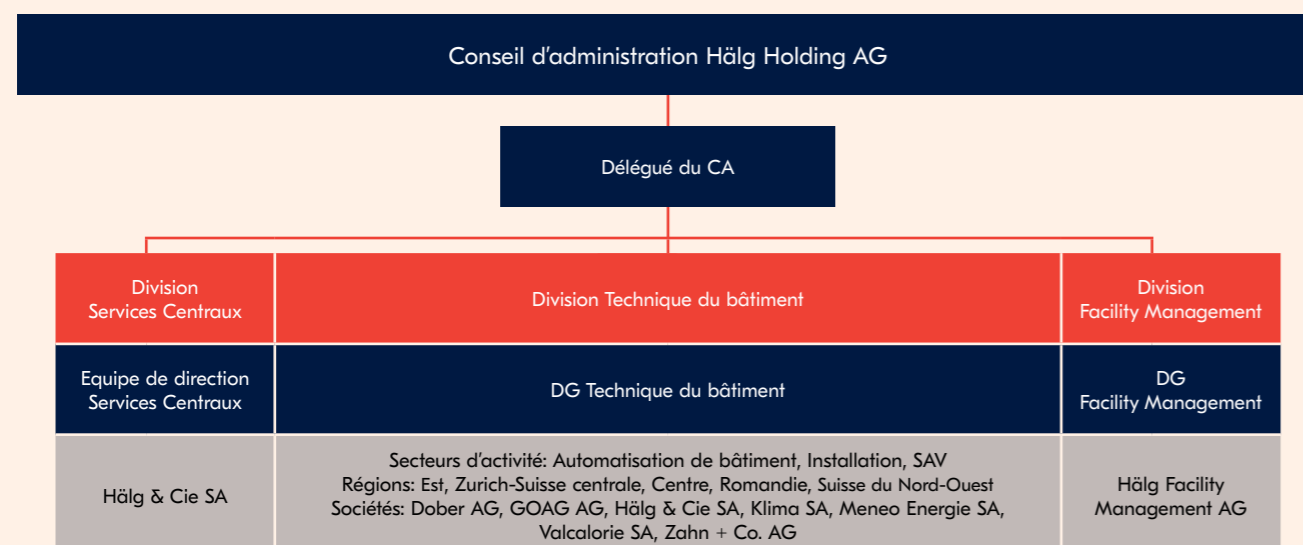 Conseil d'administration Hälg Holding AG
Délégué du CA
Division
Services Centraux
Division Technique du bâtiment
Division
Facility Management
Equipe de direction
Services Centraux
DG Technique du bâtiment
DG
Facility Management
Hälg & Cie SA
Secteurs d'activité: Automatisation de bâtiment, Installation, SAV
Régions: Est, Zurich-Suisse centrale, Centre, Romandie, Suisse du Nord-Ouest
Sociétés: Dober AG, GOAG AG, Hälg & Cie SA, Klima SA, Meneo Energie SA,
Valcalorie SA, Zahn + Co. AG
Hälg Facility
Management AG